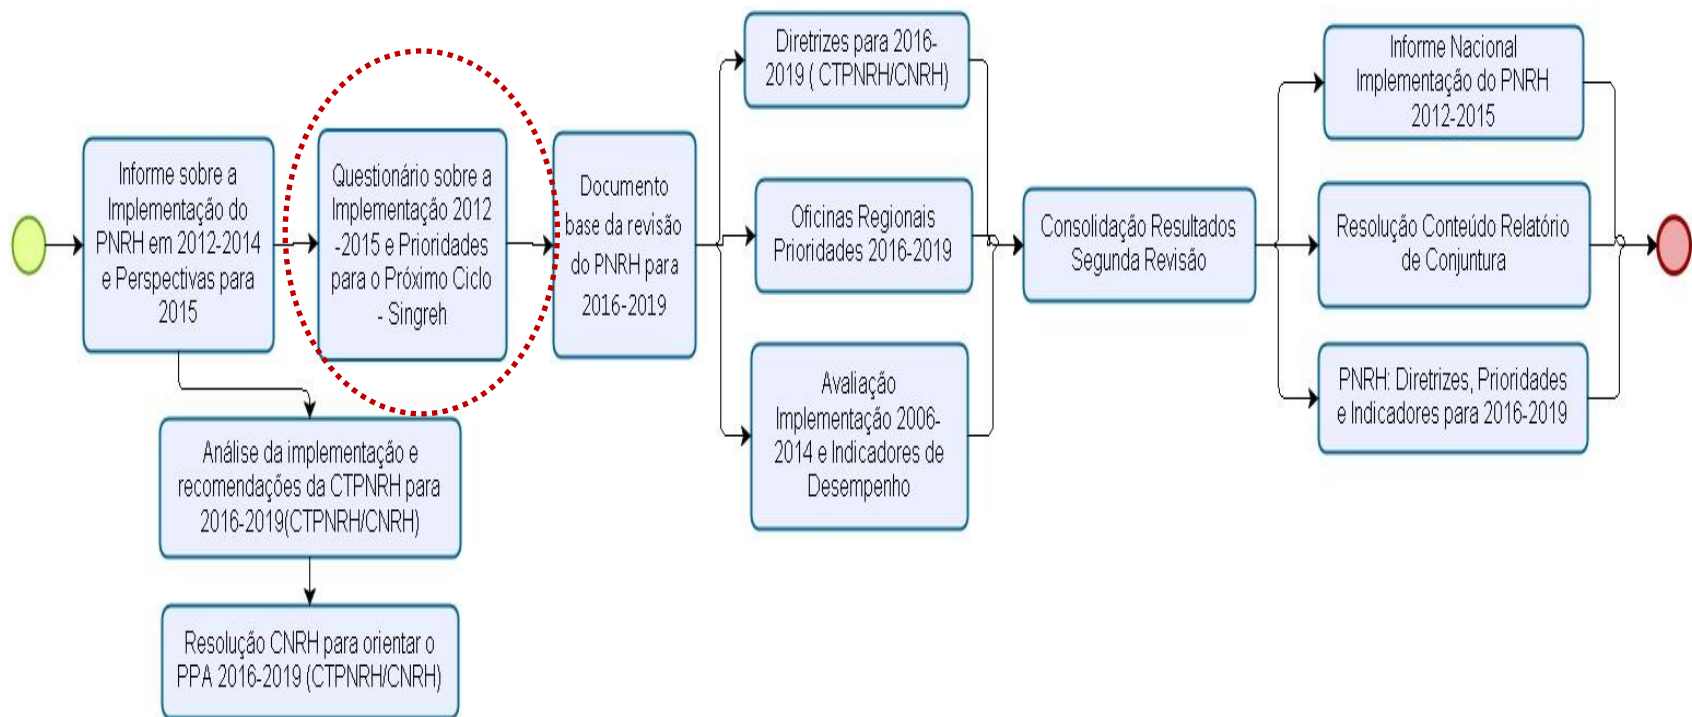 Informe sobre a
Implementação do
PNRH em 2012-2014
e Perspectivas para
2015
Questionário sobre a
Implementação 2012
-2015 e Prioridades
para o Próximo Ciclo
- Singreh
Documento
base da revisão
do PNRH para
2016-2019
Diretrizes para 2016-
2019 ( CTPNRH/CNRH)
Oficinas Regionais
Prioridades 2016-2019
Avaliação
Implementação 2006-
2014 e Indicadores de
Desempenho
Consolidação Resultados
Segunda Revisão
Informe Nacional
Implementação do PNRH
2012-2015
Resolução Conteúdo Relatório
de Conjuntura
PNRH: Diretrizes, Prioridades
e Indicadores para 2016-2019
Análise da implementação e
recomendações da CTPNRH para
2016-2019(CTPNRH/CNRH)
Resolução CNRH para orientar o
PPA 2016-2019 (CTPNRH/CNRH)